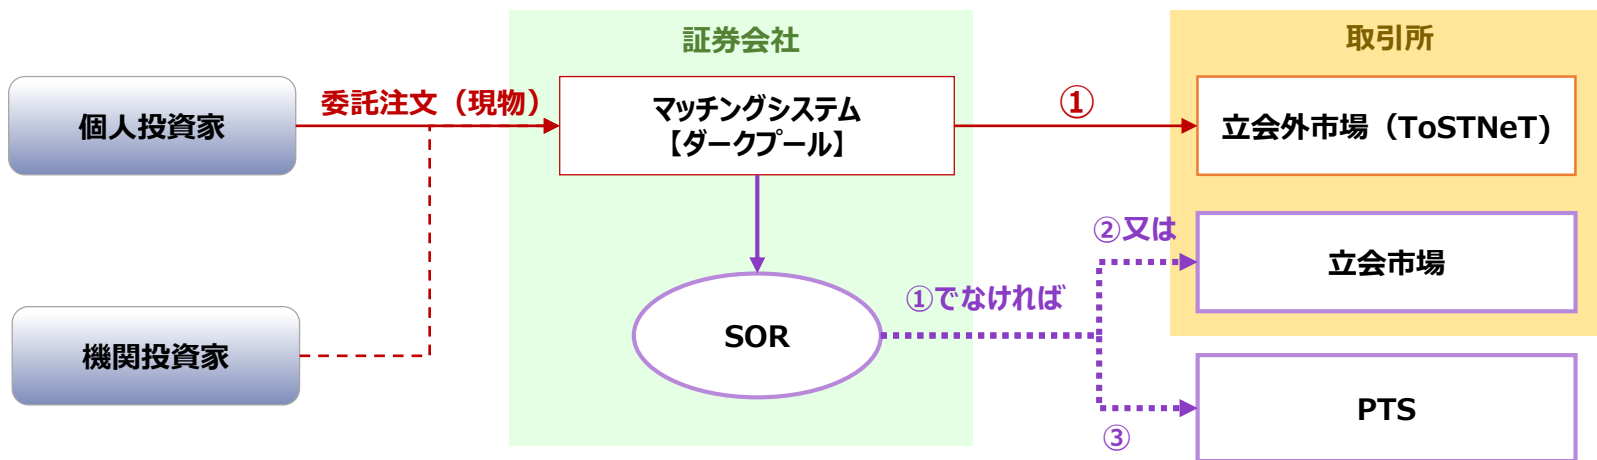 証券会社
取引所
個人投資家
委託注文（現物）
マッチングシステム
【ダークプール】
①
立会外市場（ToSTNeT)
②又は
立会市場
①でなければ
SOR
機関投資家
PTS
③